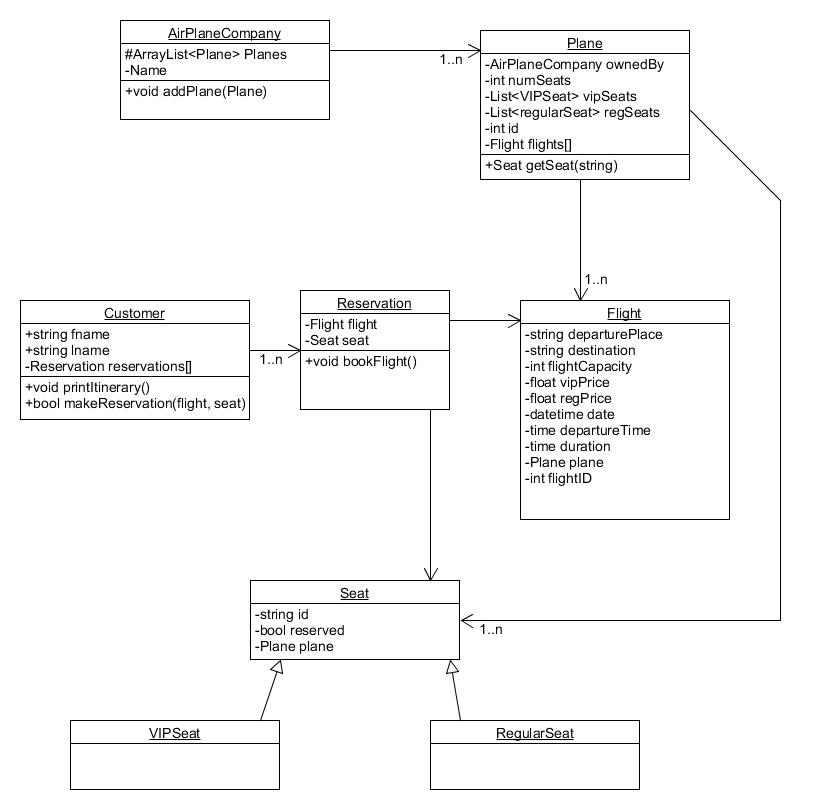 AirPlaneCompany
#ArrayList<Plane> Planes
-Name
+void addPlane(Plane)
1..n
Plane
-AirPlaneCompany ownedBy
-int numSeats
-List<VIPSeat> vipSeats
-List<regularSeat> regSeats
-int id
-Flight flights[]
+Seat getSeat(string)
1..n
Customer
+string fname
+string lname
-Reservation reservations[]
+void printItinerary()
+bool makeReservation(flight, seat)
1..n
Reservation
-Flight flight
-Seat seat
+void bookFlight()
Flight
-string departurePlace
-string destination
-int flightCapacity
-float vipPrice
-float regPrice
-datetime date
-time departureTime
-time duration
-Plane plane
-int flightID
Seat
-string id
-bool reserved
-Plane plane
1..n
VIPSeat
RegularSeat